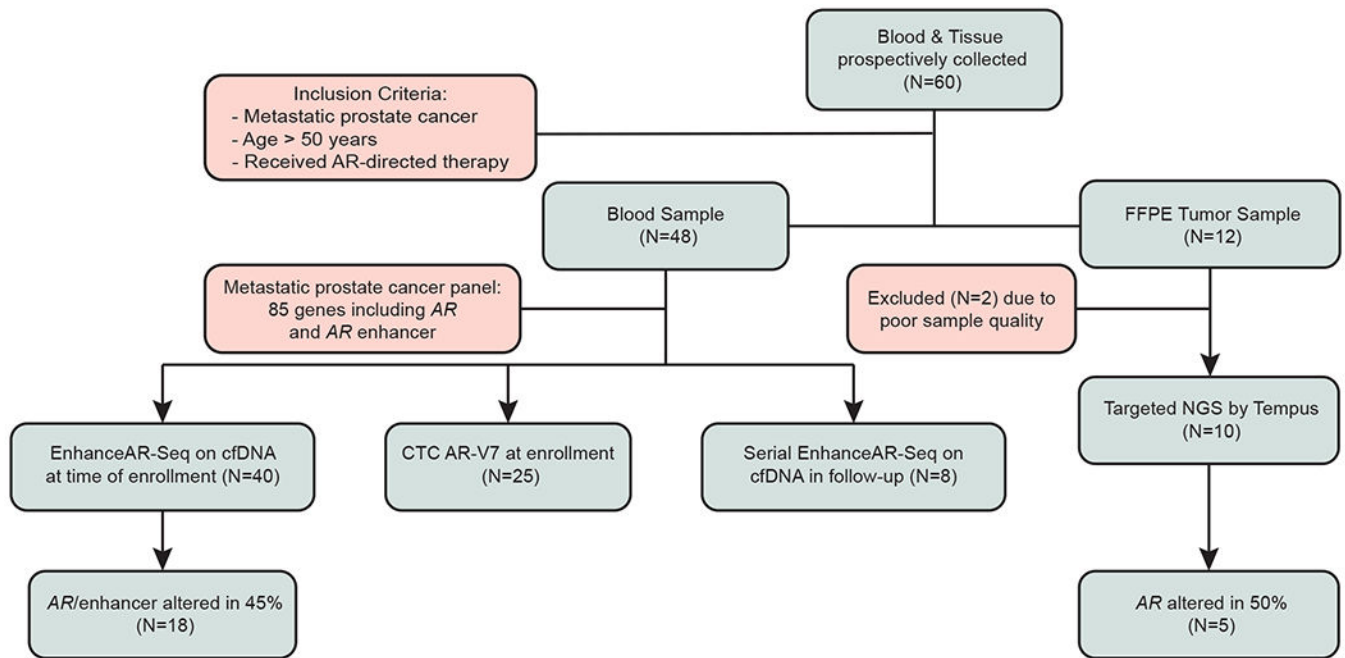 Blood & Tissue
prospectively collected
(N=60)
Inclusion Criteria:
- Metastatic prostate cancer
- Age > 50 years
- Received AR-directed therapy
Blood Sample
(N=48)
FFPE Tumor Sample
(N=12)
Metastatic prostate cancer panel:
85 genes including AR
and AR enhancer
Excluded (N=2) due to
poor sample quality
EnhanceAR-Seq on cfDNA
at time of enrollment (N=40)
CTC AR-V7 at enrollment
(N=25)
Serial EnhanceAR-Seq on
cfDNA in follow-up (N=8)
Targeted NGS by Tempus
(N=10)
AR/enhancer altered in 45%
(N=18)
AR altered in 50%
(N=5)